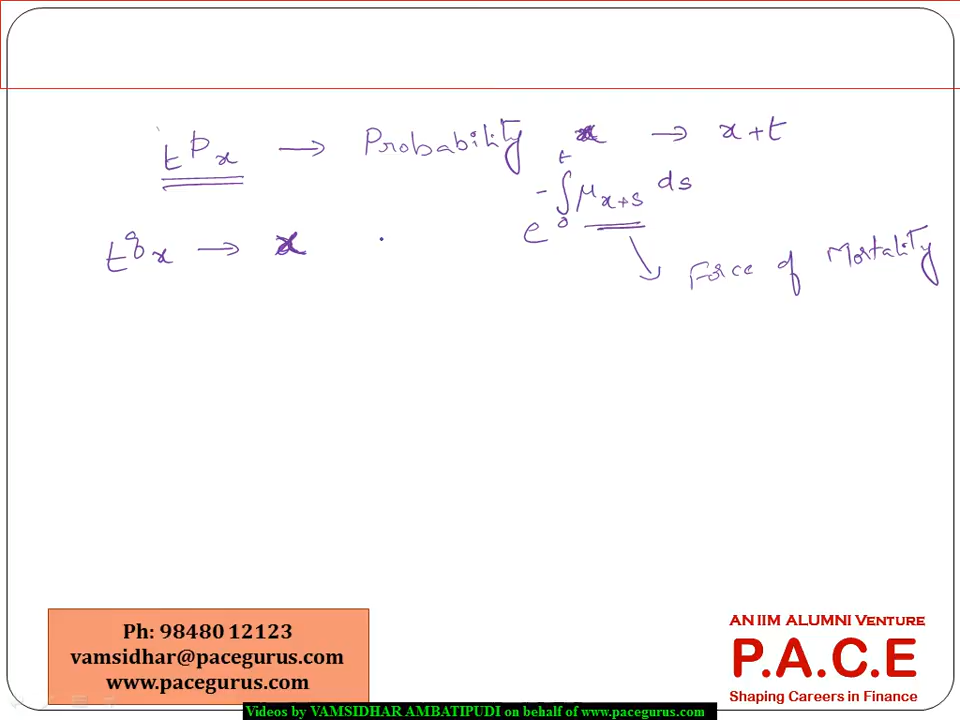 tPx → Probability x → x+t
e^-∫₀ᵗ μx+s ds
tqx → x
Force of Mortality
Ph: 98480 12123
vamsidhar@pacegurus.com
www.pacegurus.com
AN IIM ALUMNI VENTURE
P.A.C.E
Shaping Careers in Finance
Videos by VAMSIDHAR AMBATIPUDI on behalf of www.pacegurus.com